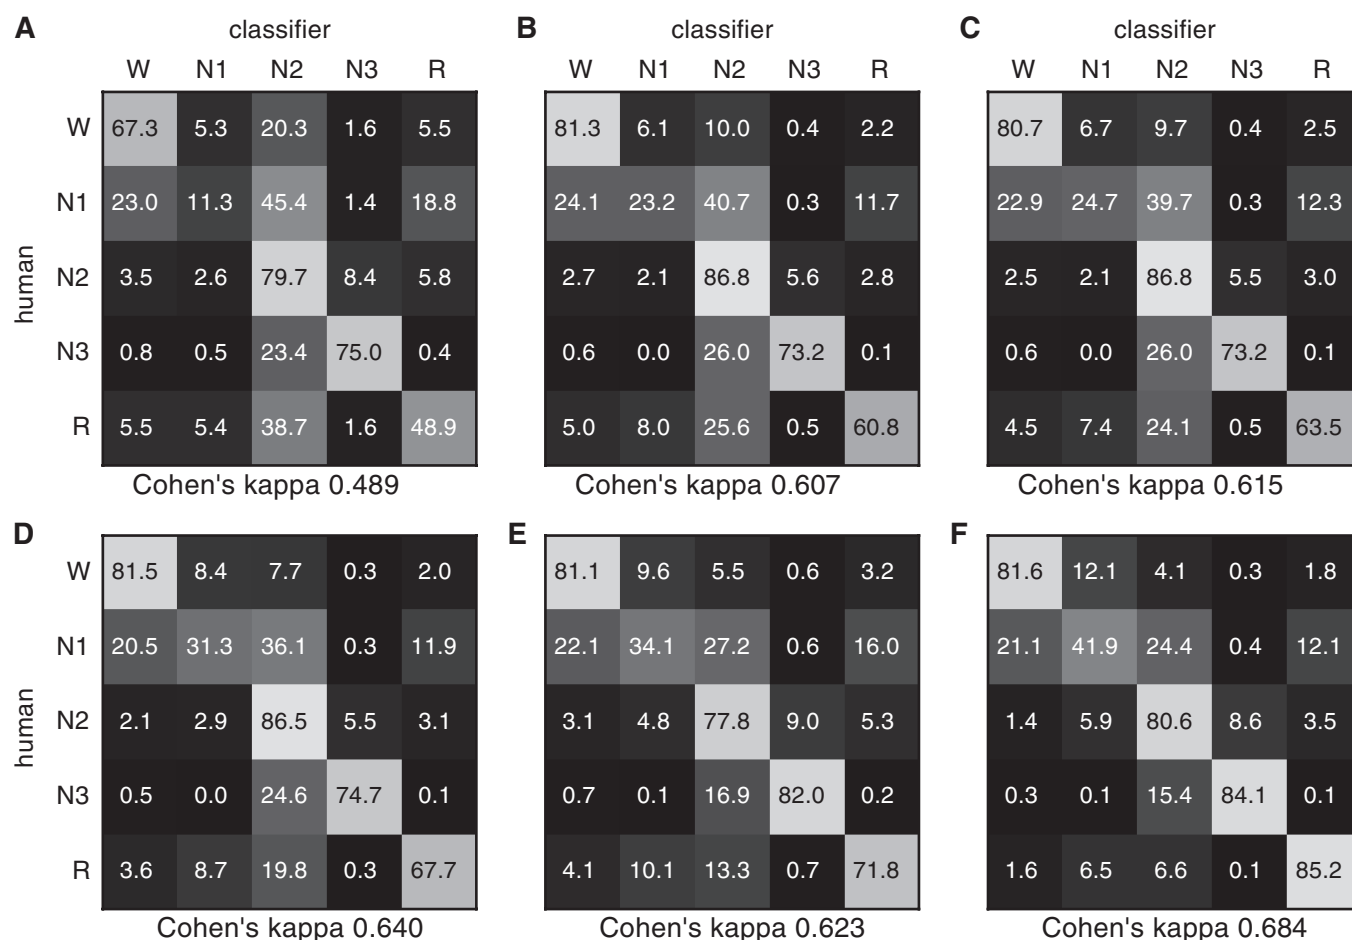 A classifier B classifier C classifier
W N1 N2 N3 R W N1 N2 N3 R W N1 N2 N3 R
W 67.3 5.3 20.3 1.6 5.5 81.3 6.1 10.0 0.4 2.2 80.7 6.7 9.7 0.4 2.5
N1 23.0 11.3 45.4 1.4 18.8 24.1 23.2 40.7 0.3 11.7 22.9 24.7 39.7 0.3 12.3
human
N2 3.5 2.6 79.7 8.4 5.8 2.7 2.1 86.8 5.6 2.8 2.5 2.1 86.8 5.5 3.0
N3 0.8 0.5 23.4 75.0 0.4 0.6 0.0 26.0 73.2 0.1 0.6 0.0 26.0 73.2 0.1
R 5.5 5.4 38.7 1.6 48.9 5.0 8.0 25.6 0.5 60.8 4.5 7.4 24.1 0.5 63.5
Cohen's kappa 0.489 Cohen's kappa 0.607 Cohen's kappa 0.615
D E F
W 81.5 8.4 7.7 0.3 2.0 81.1 9.6 5.5 0.6 3.2 81.6 12.1 4.1 0.3 1.8
N1 20.5 31.3 36.1 0.3 11.9 22.1 34.1 27.2 0.6 16.0 21.1 41.9 24.4 0.4 12.1
human
N2 2.1 2.9 86.5 5.5 3.1 3.1 4.8 77.8 9.0 5.3 1.4 5.9 80.6 8.6 3.5
N3 0.5 0.0 24.6 74.7 0.1 0.7 0.1 16.9 82.0 0.2 0.3 0.1 15.4 84.1 0.1
R 3.6 8.7 19.8 0.3 67.7 4.1 10.1 13.3 0.7 71.8 1.6 6.5 6.6 0.1 85.2
Cohen's kappa 0.640 Cohen's kappa 0.623 Cohen's kappa 0.684